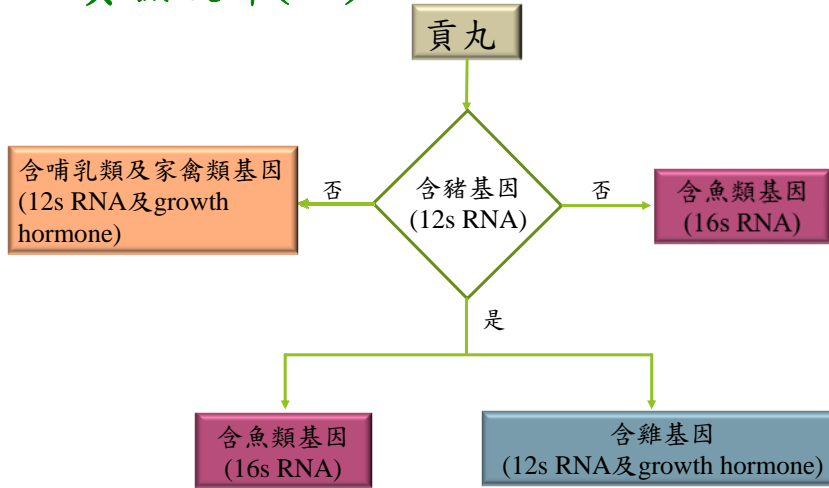 貢丸
含豬基因
(12s RNA)
否
否
含哺乳類及家禽類基因
(12s RNA及growth
hormone)
含魚類基因
(16s RNA)
是
含魚類基因
(16s RNA)
含雞基因
(12s RNA及growth hormone)